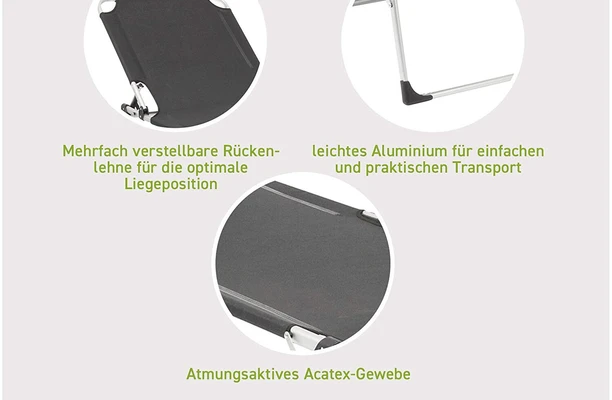 Mehrfach verstellbare Rücken-
lehne für die optimale
Liegeposition
leichtes Aluminium für einfachen
und praktischen Transport
Atmungsaktives Acatex-Gewebe